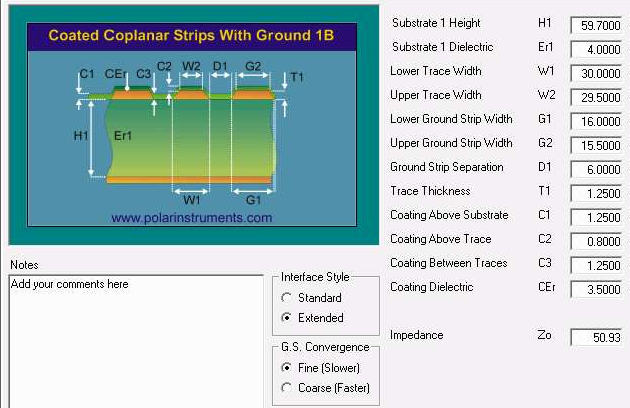 Coated Coplanar Strips With Ground 1B
C1 CEr C3 C2 W2 D1 G2 T1
H1 Er1
W1 G1
www.polarinstruments.com
Substrate 1 Height H1 59.7000
Substrate 1 Dielectric Er1 4.0000
Lower Trace Width W1 30.0000
Upper Trace Width W2 29.5000
Lower Ground Strip Width G1 16.0000
Upper Ground Strip Width G2 15.5000
Ground Strip Separation D1 6.0000
Trace Thickness T1 1.2500
Coating Above Substrate C1 1.2500
Coating Above Trace C2 0.8000
Coating Between Traces C3 1.2500
Coating Dielectric CEr 3.5000
Impedance Zo 50.93
Notes
Add your comments here
Interface Style
Standard
Extended
G.S. Convergence
Fine (Slower)
Coarse (Faster)